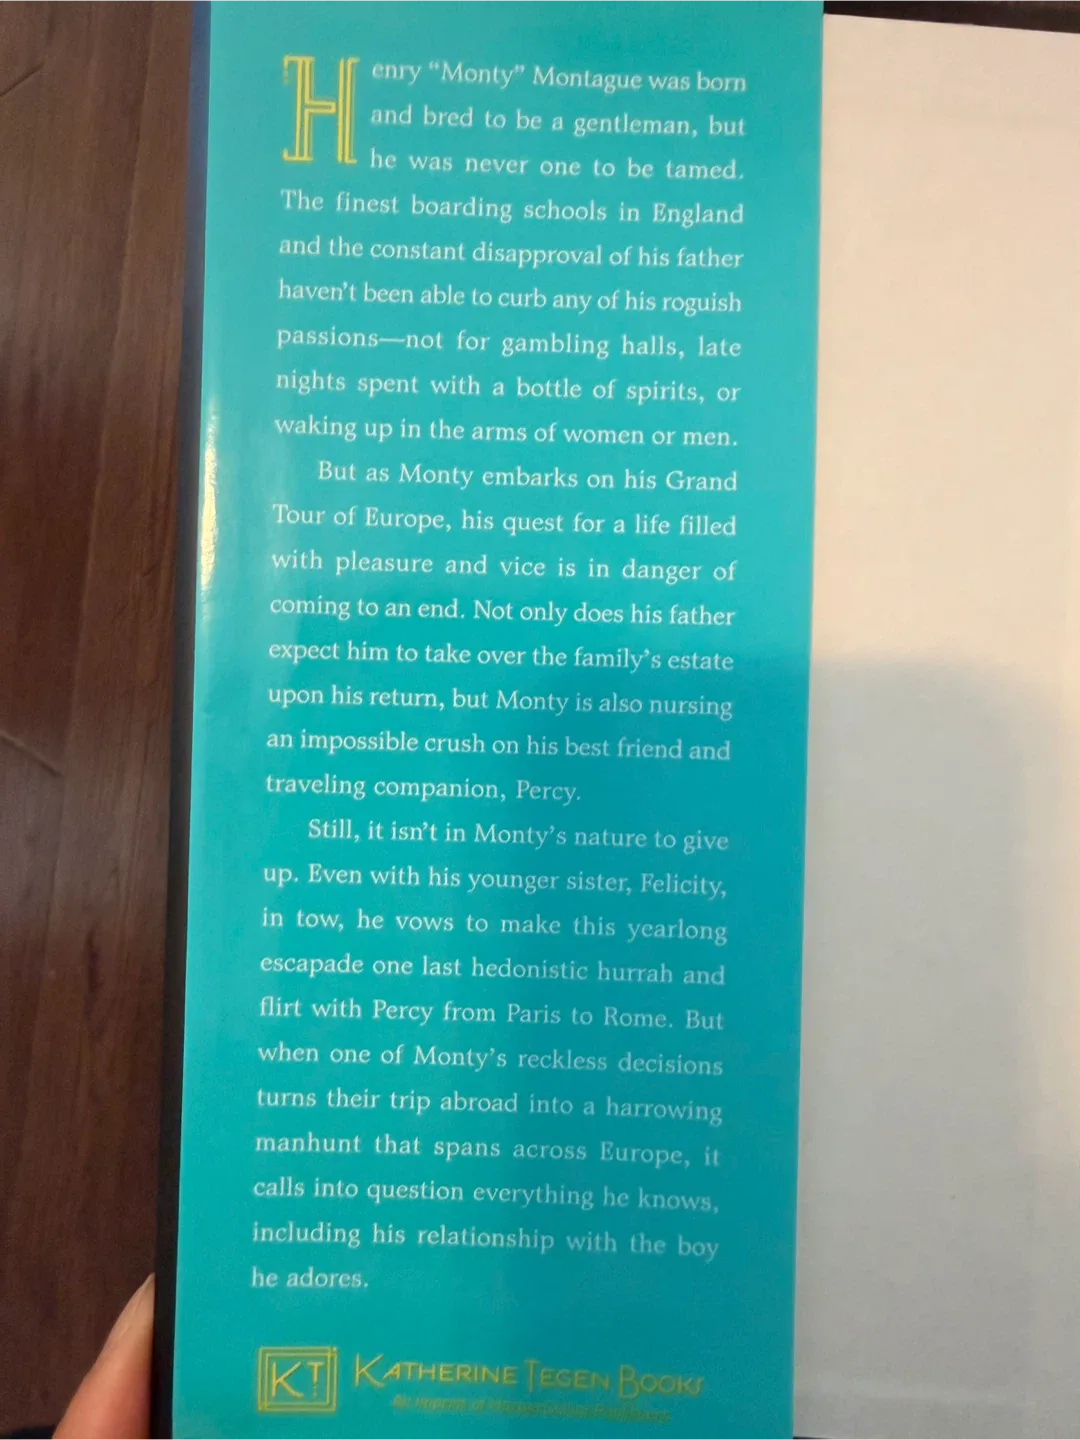 Henry “Monty” Montague was born
and bred to be a gentleman, but
he was never one to be tamed.
The finest boarding schools in England
and the constant disapproval of his father
haven’t been able to curb any of his roguish
passions—not for gambling halls, late
nights spent with a bottle of spirits, or
waking up in the arms of women or men.
But as Monty embarks on his Grand
Tour of Europe, his quest for a life filled
with pleasure and vice is in danger of
coming to an end. Not only does his father
expect him to take over the family’s estate
upon his return, but Monty is also nursing
an impossible crush on his best friend and
traveling companion, Percy.
Still, it isn’t in Monty’s nature to give
up. Even with his younger sister, Felicity,
in tow, he vows to make this yearlong
escapade one last hedonistic hurrah and
flirt with Percy from Paris to Rome. But
when one of Monty’s reckless decisions
turns their trip abroad into a harrowing
manhunt that spans across Europe, it
calls into question everything he knows,
including his relationship with the boy
he adores.
KT KATHERINE TEGEN BOOKS
An Imprint of HarperCollinsPublishers